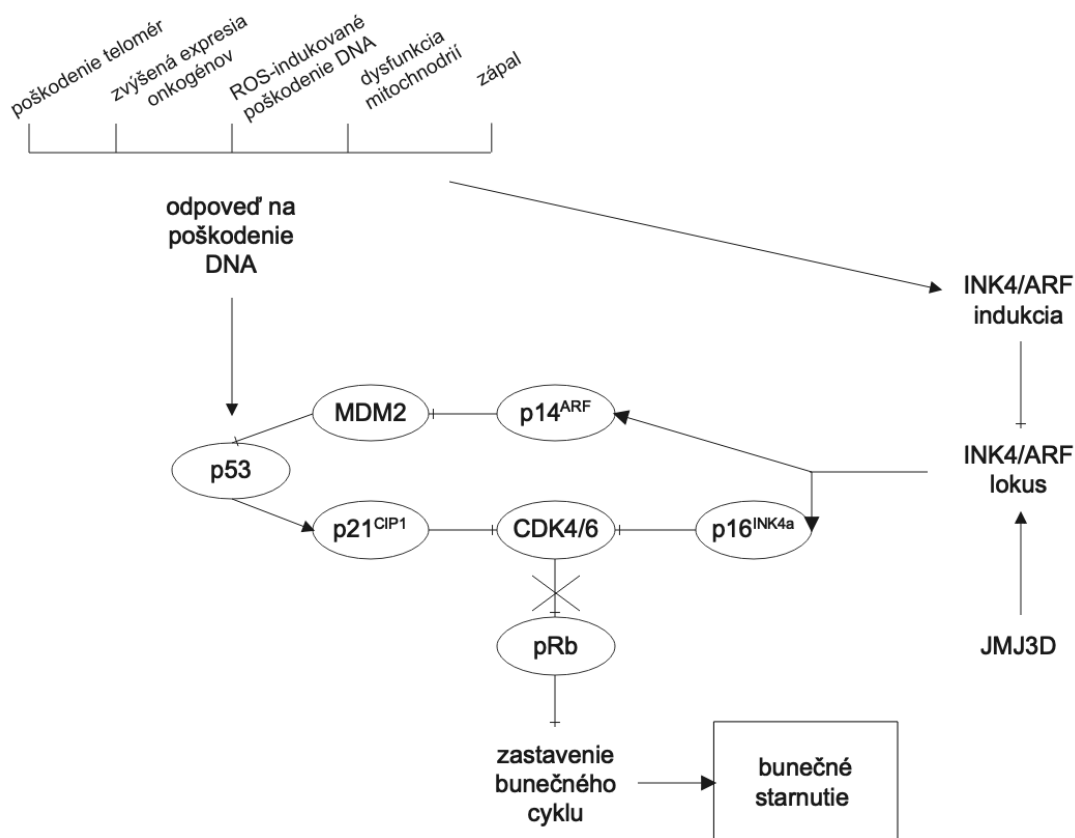 poškodenie telomér
zvýšená expresia
onkogénov
ROS-indukované
poškodenie DNA
dysfunkcia
mitochnodrií
zápal
odpoveď na
poškodenie
DNA
INK4/ARF
indukcia
MDM2
p14ARF
p53
INK4/ARF
lokus
p21CIP1
CDK4/6
p16INK4a
pRb
JMJ3D
zastavenie
bunečného
cyklu
bunečné
starnutie